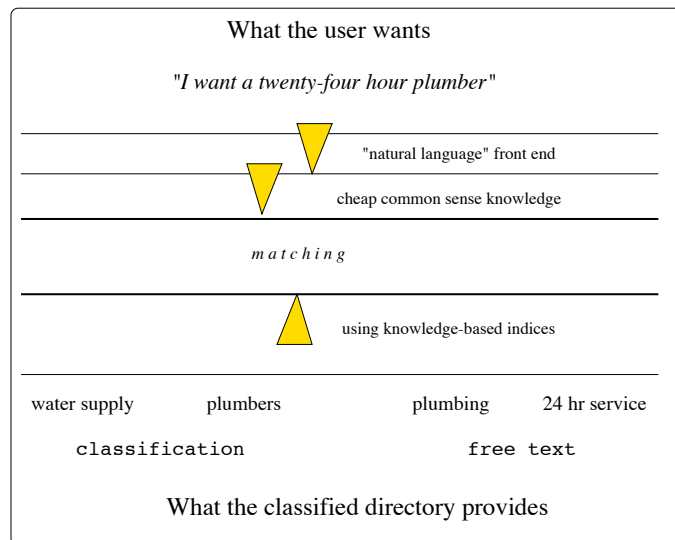 What the user wants
"I want a twenty-four hour plumber"
"natural language" front end
cheap common sense knowledge
matching
using knowledge-based indices
water supply plumbers plumbing 24 hr service
classification free text
What the classified directory provides